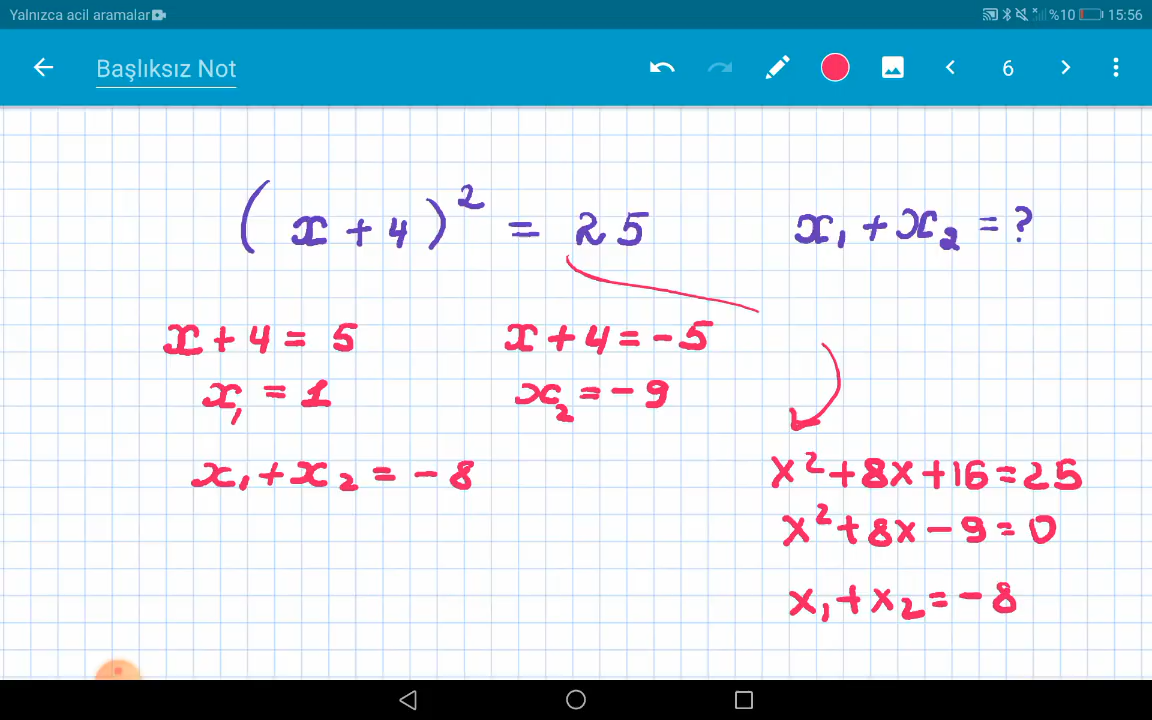 Yalnızca acil aramalar %10 15:56
Başlıksız Not 6
(x+4)² = 25 x₁+x₂=?
x+4=5 x+4=-5
x₁=1 x₂=-9
x₁+x₂=-8
x²+8x+16=25
x²+8x-9=0
x₁+x₂=-8